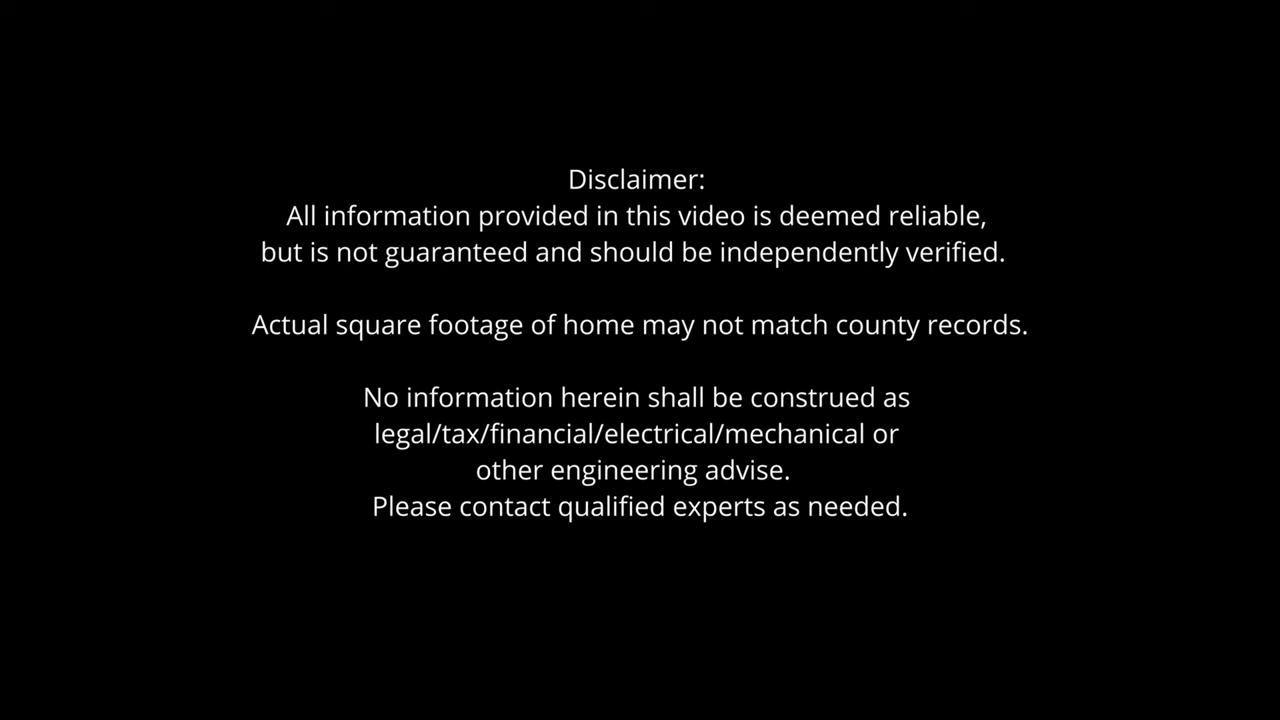 Disclaimer:
All information provided in this video is deemed reliable,
but is not guaranteed and should be independently verified.
Actual square footage of home may not match county records.
No information herein shall be construed as
legal/tax/financial/electrical/mechanical or
other engineering advise.
Please contact qualified experts as needed.